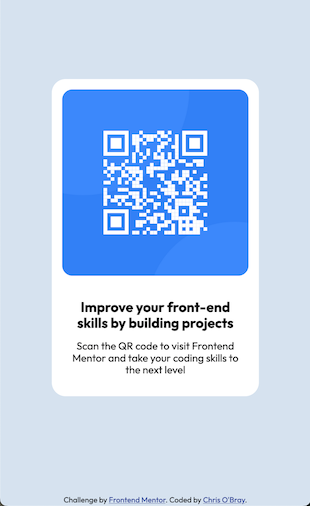 Improve your front-end
skills by building projects
Scan the QR code to visit Frontend
Mentor and take your coding skills to
the next level
Challenge by Frontend Mentor. Coded by Chris O'Bray.